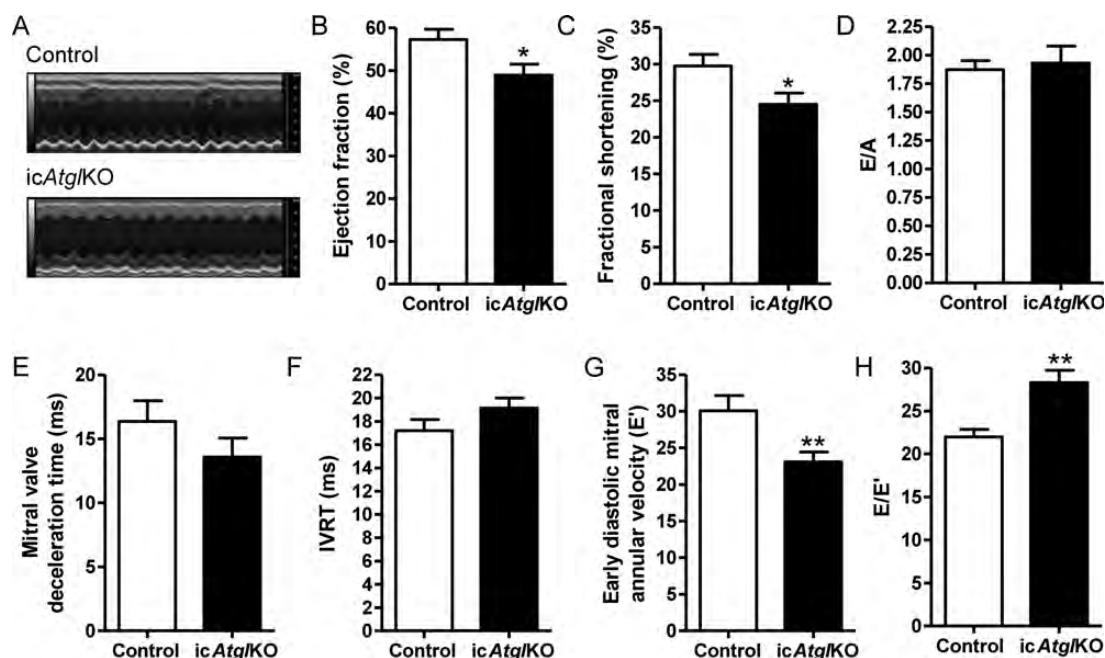 A
Control
icAtglKO
B
Ejection fraction (%)
60
50
40
30
20
10
0
*
Control icAtglKO
C
Fractional shortening (%)
35
30
25
20
15
10
5
0
*
Control icAtglKO
D
E/A
2.25
2.00
1.75
1.50
1.25
1.00
0.75
0.50
0.25
0.00
Control icAtglKO
E
Mitral valve
deceleration time (ms)
20
15
10
5
0
Control icAtglKO
F
IVRT (ms)
22
20
18
16
14
12
10
8
6
4
2
0
Control icAtglKO
G
Early diastolic mitral
annular velocity (E')
35
30
25
20
15
10
5
0
**
Control icAtglKO
H
E/E'
30
25
20
15
10
5
0
**
Control icAtglKO